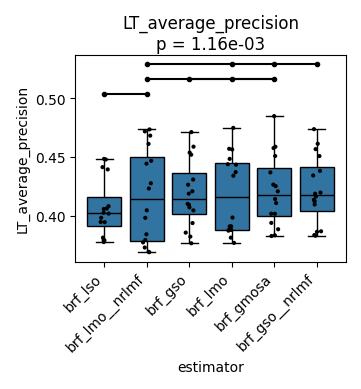 LT_average_precision
p = 1.16e-03
LT_average_precision
0.50
0.45
0.40
brf_lso
brf_lmo__nrlmf
brf_gso
brf_lmo
brf_gmosa
brf_gso__nrlmf
estimator